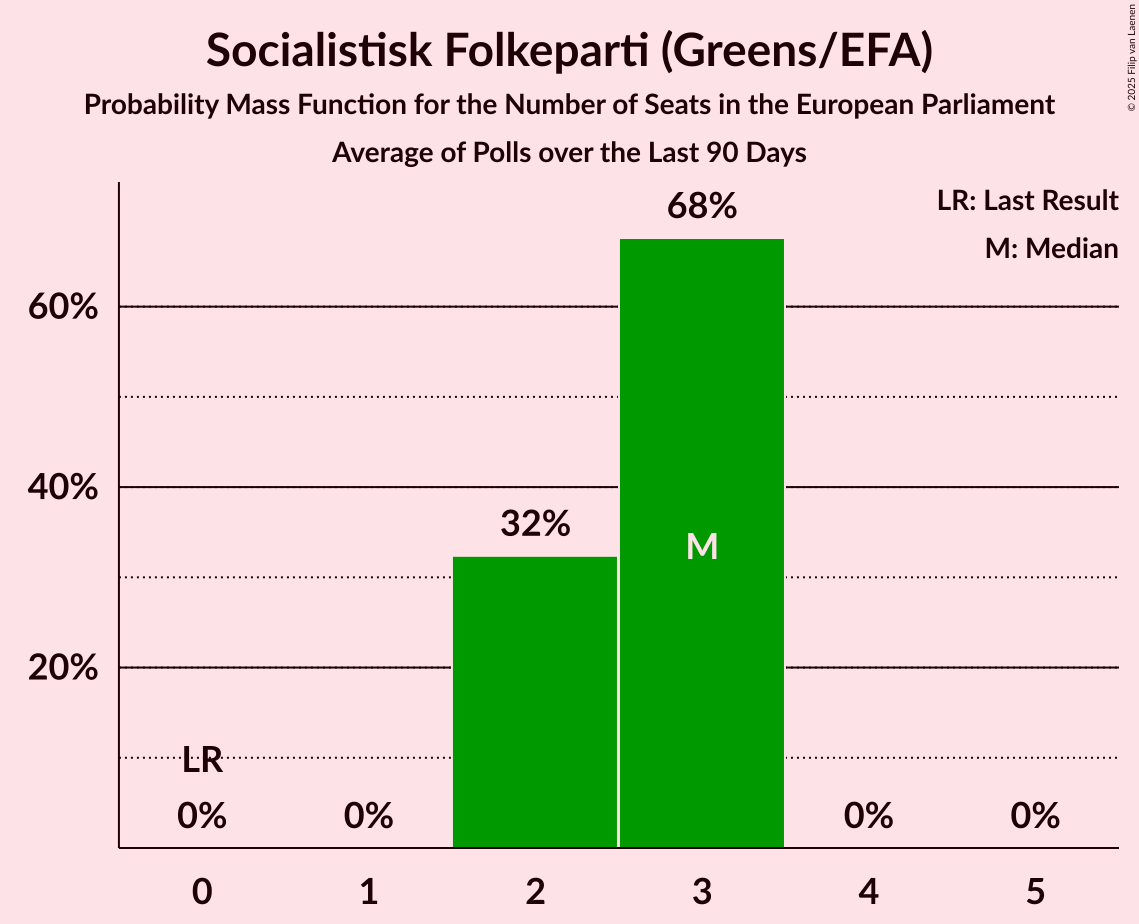 Socialistisk Folkeparti (Greens/EFA)
Probability Mass Function for the Number of Seats in the European Parliament
Average of Polls over the Last 90 Days
© 2025 Filip van Laenen
LR: Last Result
M: Median
68%
60%
40%
32%
M
20%
LR
0% 0% 0% 0%
0 1 2 3 4 5